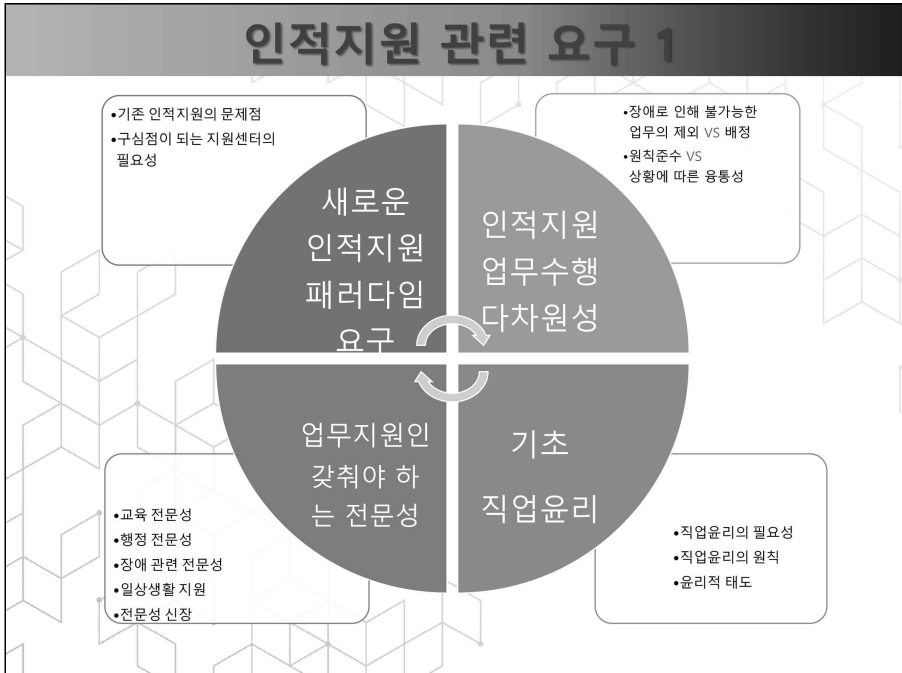 인적지원 관련 요구 1
•기존 인적지원의 문제점
•구심점이 되는 지원센터의
필요성
•장애로 인해 불가능한
업무의 제외 VS 배정
•원칙준수 VS
상황에 따른 융통성
새로운
인적지원
패러다임
요구
인적지원
업무수행
다차원성
업무지원인
갖춰야 하
는 전문성
기초
직업윤리
•교육 전문성
•행정 전문성
•장애 관련 전문성
•일상생활 지원
•전문성 신장
•직업윤리의 필요성
•직업윤리의 원칙
•윤리적 태도